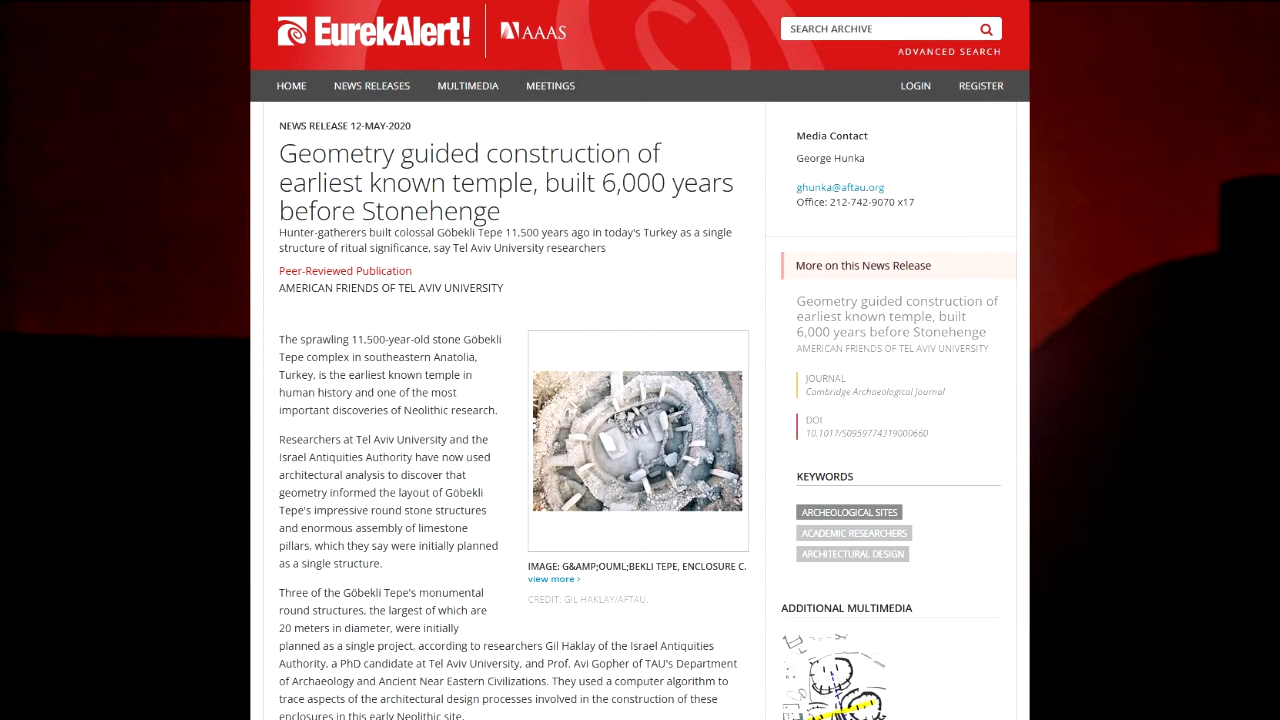 EurekAlert!
AAAS
SEARCH ARCHIVE
ADVANCED SEARCH
HOME NEWS RELEASES MULTIMEDIA MEETINGS LOGIN REGISTER
NEWS RELEASE 12-MAY-2020
Geometry guided construction of
earliest known temple, built 6,000 years
before Stonehenge
Hunter-gatherers built colossal Göbekli Tepe 11,500 years ago in today's Turkey as a single
structure of ritual significance, say Tel Aviv University researchers
Peer-Reviewed Publication
AMERICAN FRIENDS OF TEL AVIV UNIVERSITY
The sprawling 11,500-year-old stone Göbekli
Tepe complex in southeastern Anatolia,
Turkey, is the earliest known temple in
human history and one of the most
important discoveries of Neolithic research.
Researchers at Tel Aviv University and the
Israel Antiquities Authority have now used
architectural analysis to discover that
geometry informed the layout of Göbekli
Tepe's impressive round stone structures
and enormous assembly of limestone
pillars, which they say were initially planned
as a single structure.
Three of the Göbekli Tepe's monumental
round structures, the largest of which are
20 meters in diameter, were initially
planned as a single project, according to researchers Gil Haklay of the Israel Antiquities
Authority, a PhD candidate at Tel Aviv University, and Prof. Avi Gopher of TAU's Department
of Archaeology and Ancient Near Eastern Civilizations. They used a computer algorithm to
trace aspects of the architectural design processes involved in the construction of these
enclosures in this early Neolithic site.
IMAGE: G&AMP;OUML;BEKLI TEPE, ENCLOSURE C.
view more ›
CREDIT: GIL HAKLAY/AFTAU.
Media Contact
George Hunka
ghunka@aftau.org
Office: 212-742-9070 x17
More on this News Release
Geometry guided construction of
earliest known temple, built
6,000 years before Stonehenge
AMERICAN FRIENDS OF TEL AVIV UNIVERSITY
JOURNAL
Cambridge Archaeological Journal
DOI
10.1017/S0959774319000660
KEYWORDS
ARCHEOLOGICAL SITES
ACADEMIC RESEARCHERS
ARCHITECTURAL DESIGN
ADDITIONAL MULTIMEDIA